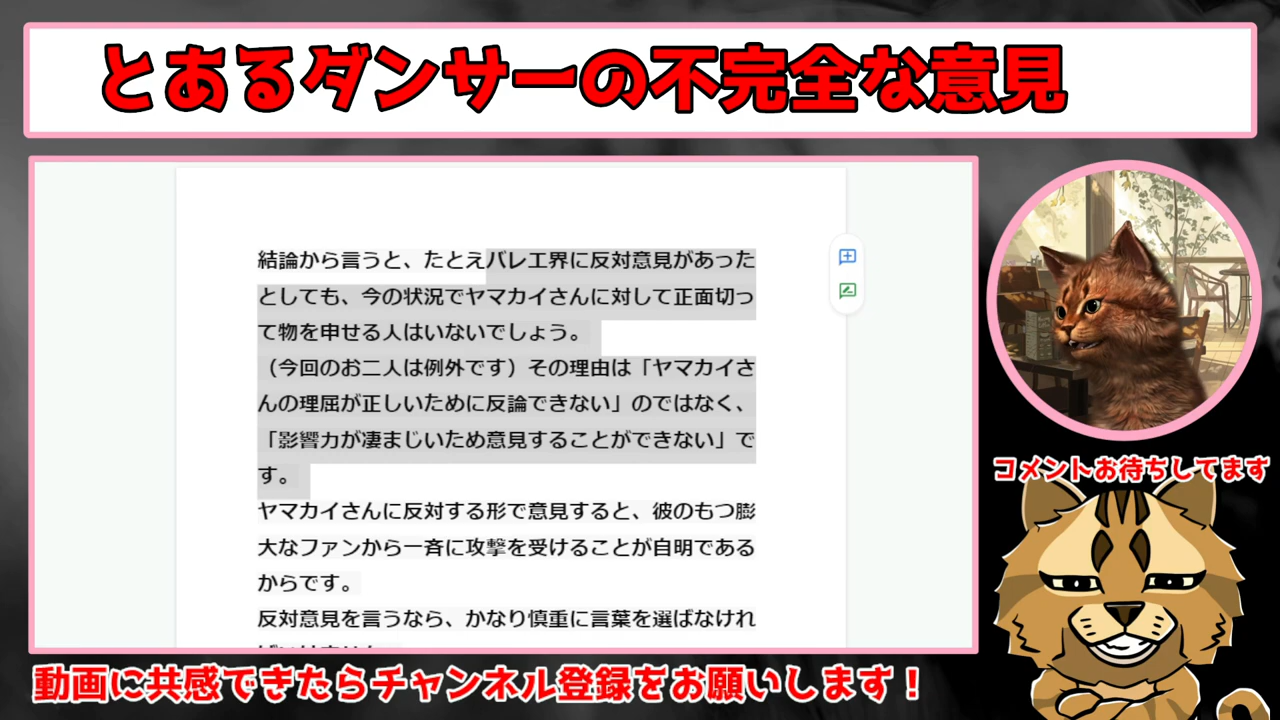 とあるダンサーの不完全な意見
結論から言うと、たとえバレエ界に反対意見があった
としても、今の状況でヤマカイさんに対して正面切っ
て物を申せる人はいないでしょう。
（今回のお二人は例外です）その理由は「ヤマカイさ
んの理屈が正しいために反論できない」のではなく、
「影響力が凄まじいため意見することができない」で
す。
ヤマカイさんに反対する形で意見すると、彼のもつ膨
大なファンから一斉に攻撃を受けることが自明である
からです。
反対意見を言うなら、かなり慎重に言葉を選ばなけれ
コメントお待ちしてます
動画に共感できたらチャンネル登録をお願いします！